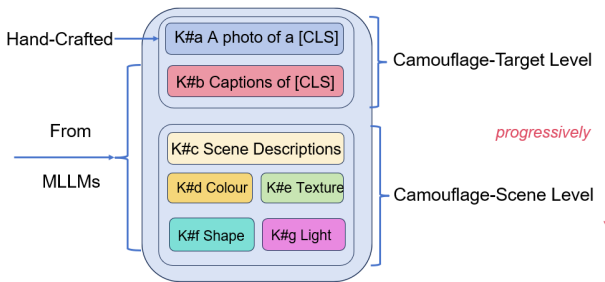 Hand-Crafted
K#a A photo of a [CLS]
K#b Captions of [CLS]
Camouflage-Target Level
From
MLLMs
K#c Scene Descriptions
K#d Colour
K#e Texture
K#f Shape
K#g Light
Camouflage-Scene Level
progressively